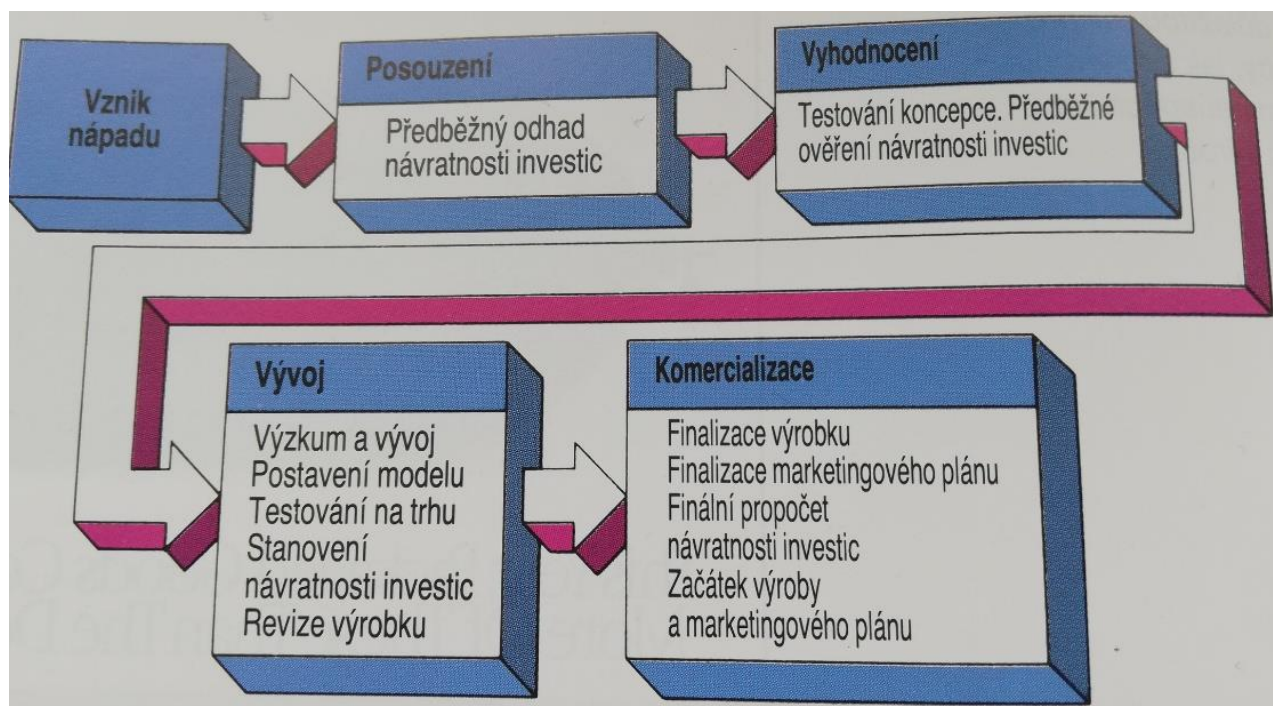 Vznik
nápadu
Posouzení
Předběžný odhad
návratnosti investic
Vyhodnocení
Testování koncepce. Předběžné
ověření návratnosti investic
Vývoj
Výzkum a vývoj
Postavení modelu
Testování na trhu
Stanovení
návratnosti investic
Revize výrobku
Komercializace
Finalizace výrobku
Finalizace marketingového plánu
Finální propočet
návratnosti investic
Začátek výroby
a marketingového plánu